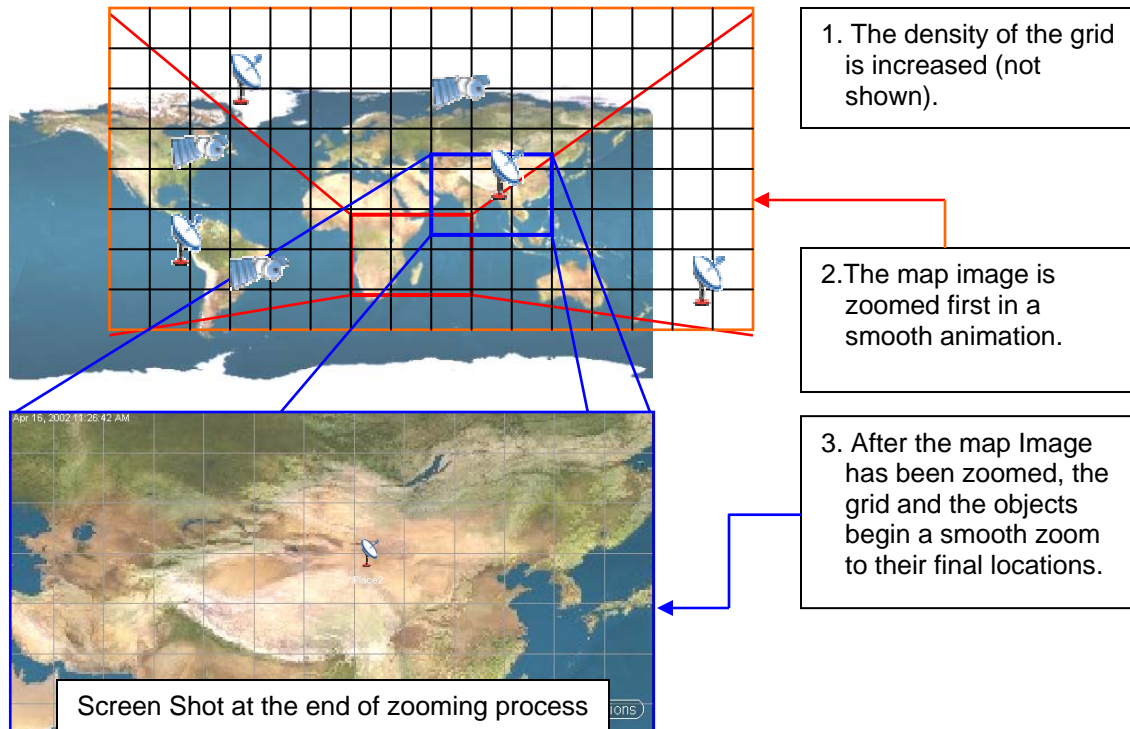 1. The density of the grid
is increased (not
shown).
2.The map image is
zoomed first in a
smooth animation.
3. After the map Image
has been zoomed, the
grid and the objects
begin a smooth zoom
to their final locations.
Apr 16, 2002 11:26:42 AM
Place2
Screen Shot at the end of zooming process
ions